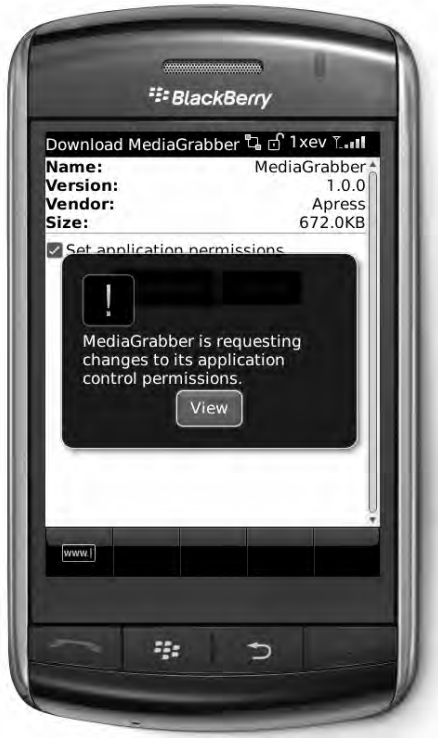 BlackBerry
Download MediaGrabber 1xev
Name: MediaGrabber
Version: 1.0.0
Vendor: Apress
Size: 672.0KB
Set application permissions
!
MediaGrabber is requesting
changes to its application
control permissions.
View
www.